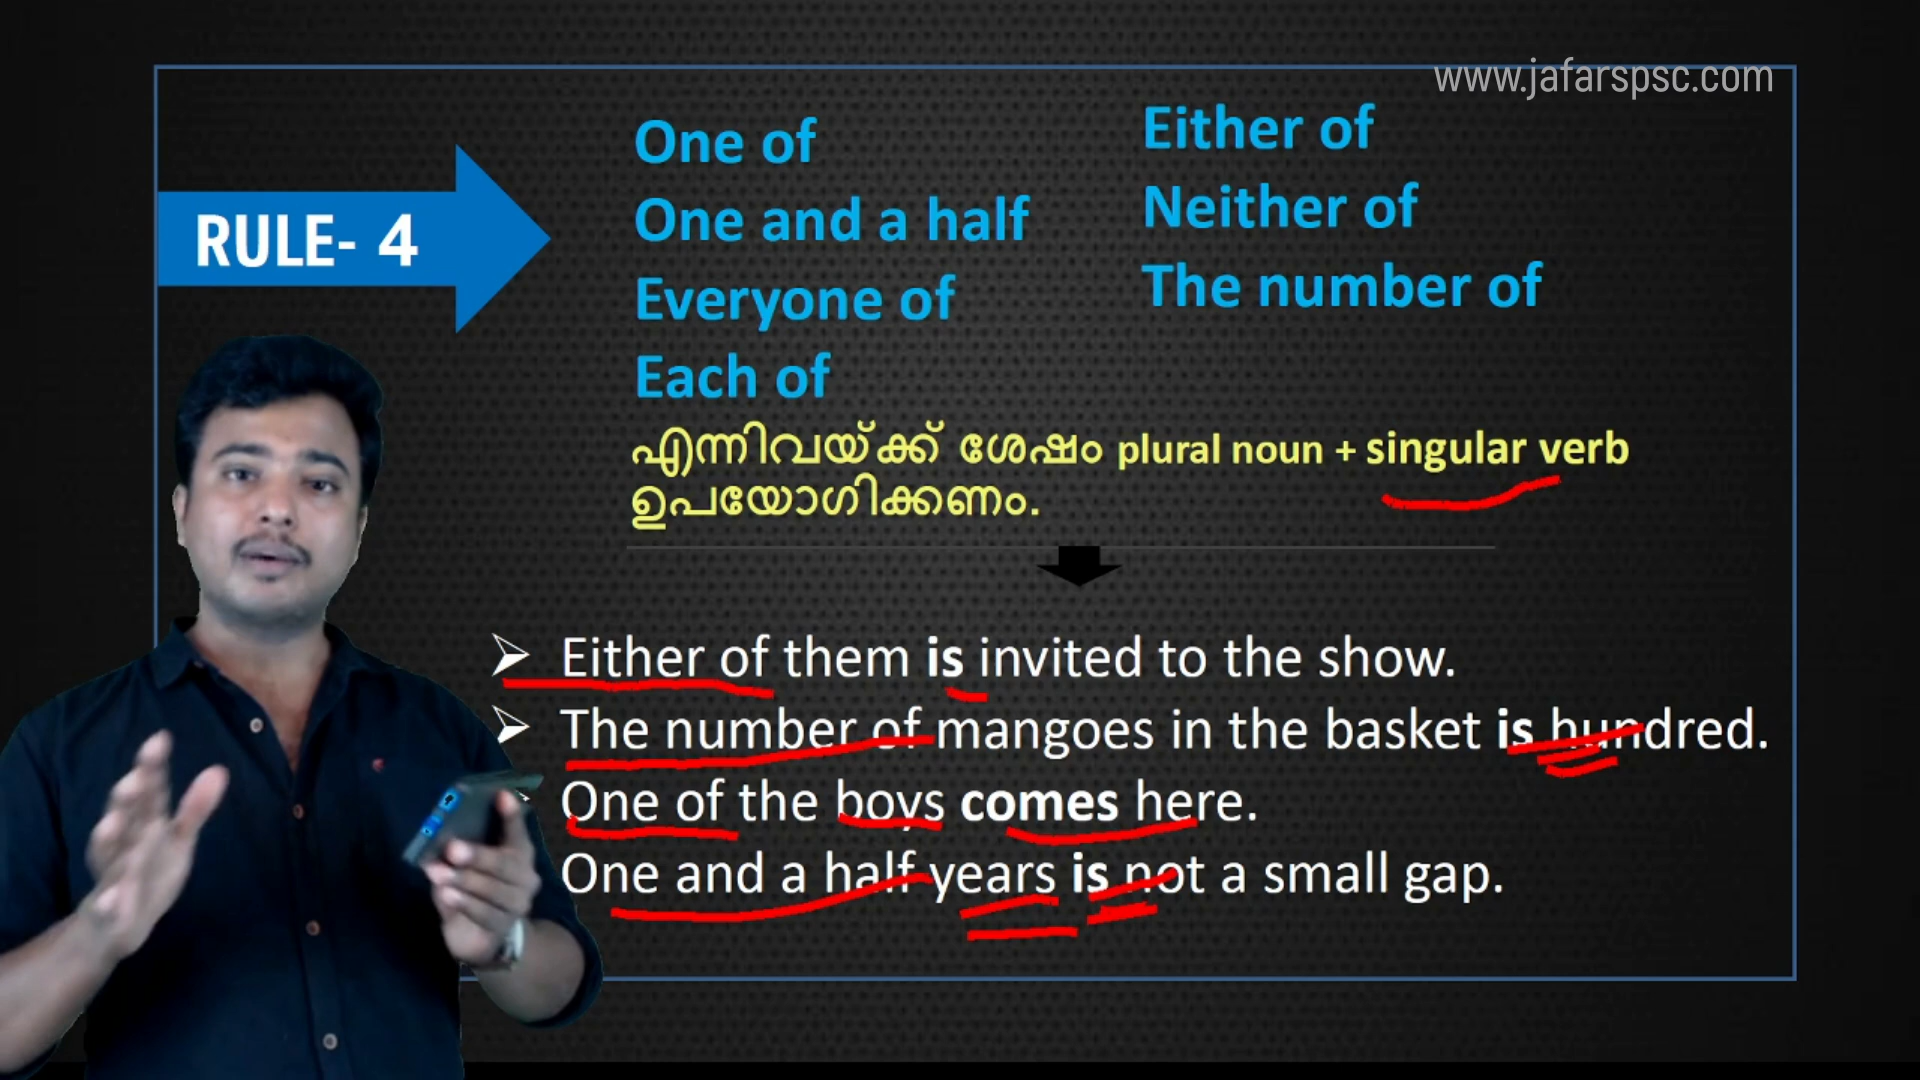 www.jafarspsc.com
RULE- 4
One of
One and a half
Everyone of
Each of
Either of
Neither of
The number of
എന്നിവയ്ക്ക് ശേഷം plural noun + singular verb
ഉപയോഗിക്കണം.
Either of them is invited to the show.
The number of mangoes in the basket is hundred.
One of the boys comes here.
One and a half years is not a small gap.